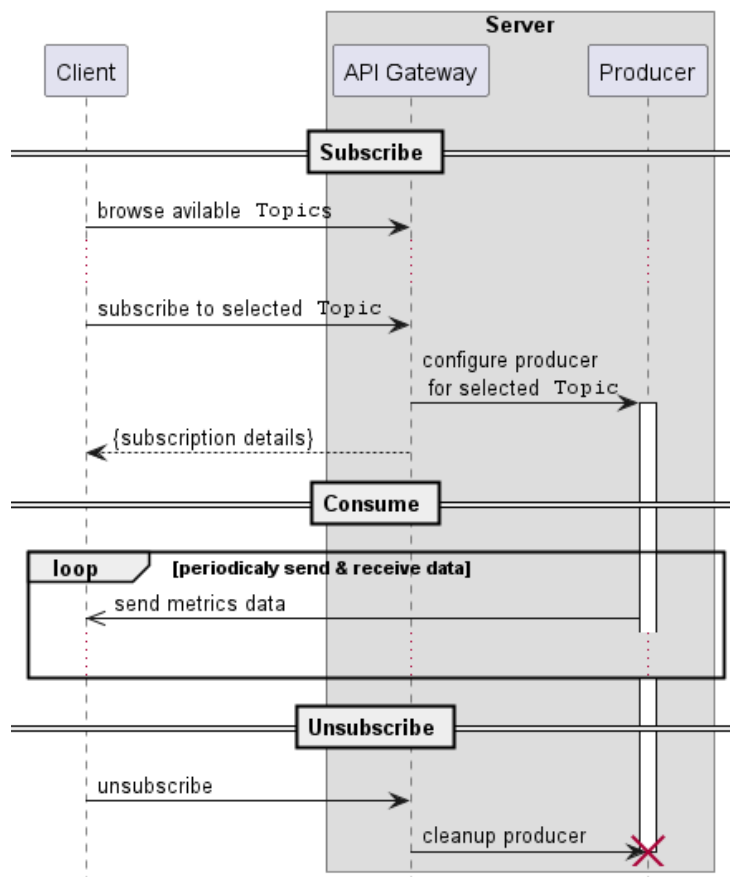 Server
Client
API Gateway
Producer
Subscribe
browse avilable Topics
subscribe to selected Topic
configure producer
for selected Topic
{subscription details}
Consume
loop
[periodicaly send & receive data]
send metrics data
Unsubscribe
unsubscribe
cleanup producer